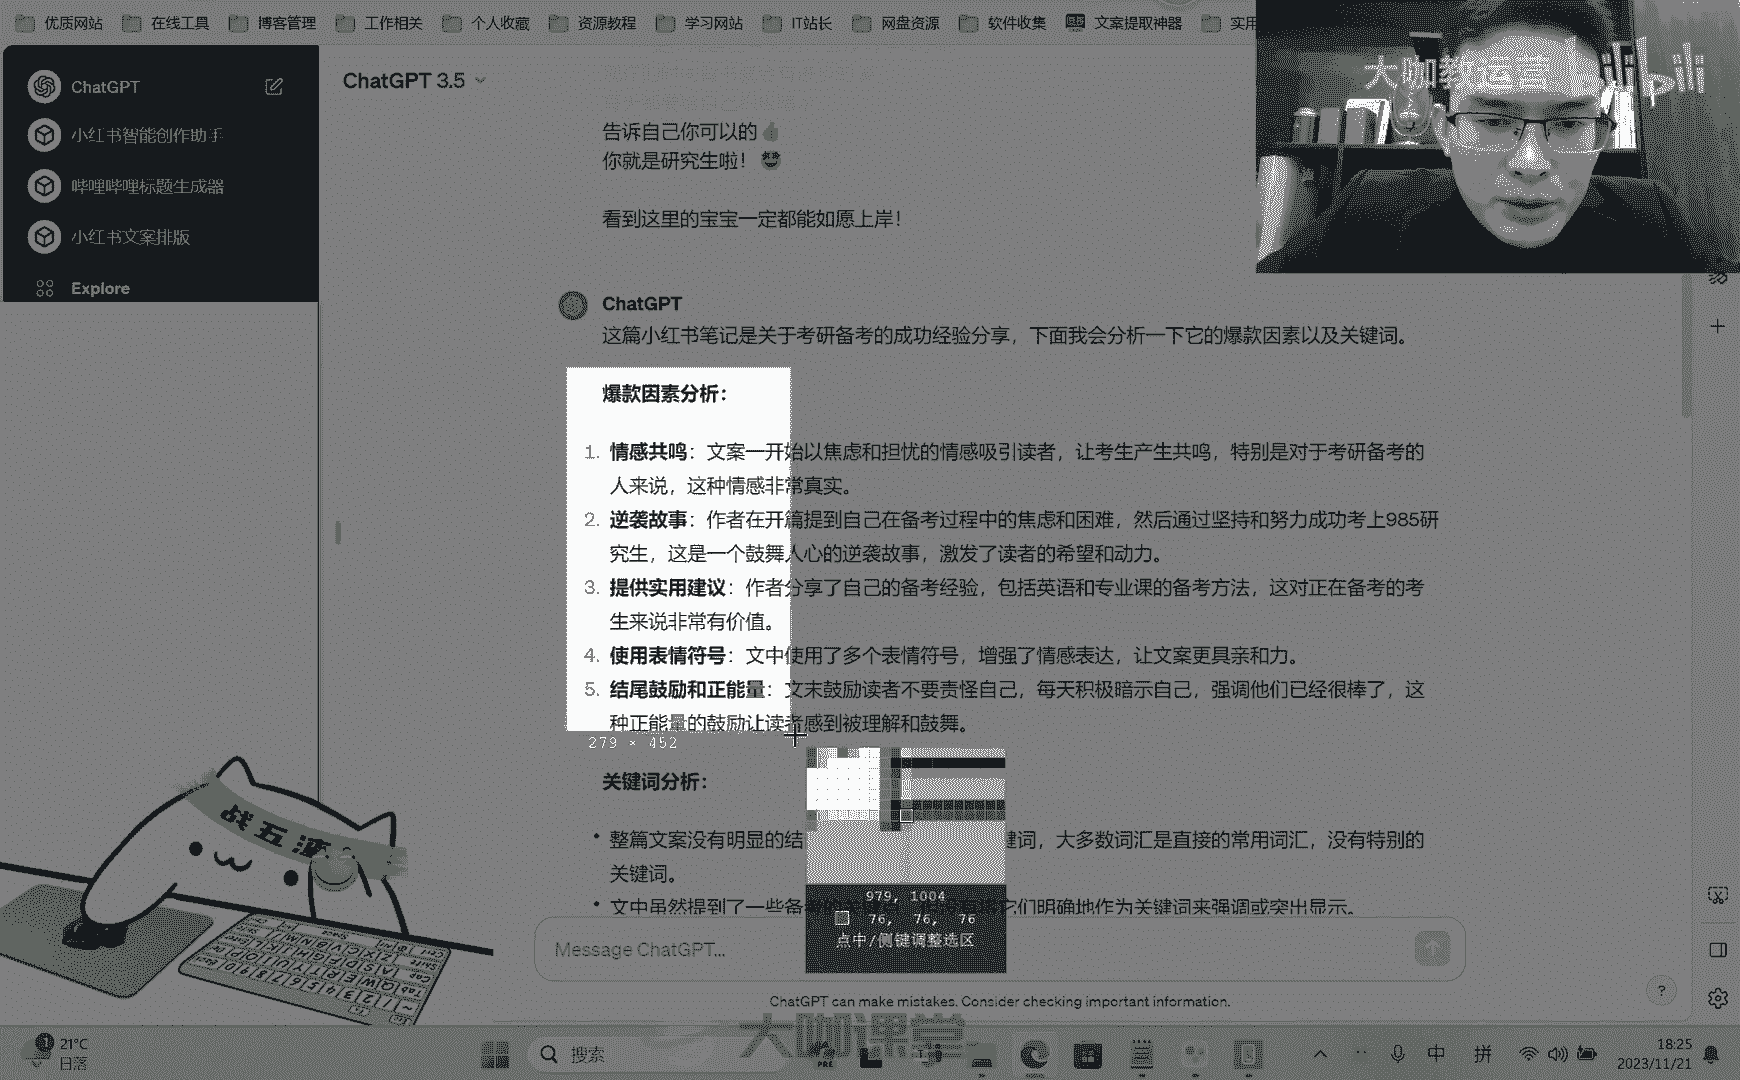 优质网站 在线工具 博客管理 工作相关 个人收藏 资源教程 学习网站 IT站长 网盘资源 软件收集 文案提取神器 实用
ChatGPT
小红书智能创作助手
哔哩哔哩标题生成器
小红书文案排版
Explore
ChatGPT 3.5
大咖教运营 bilibili
告诉自己你可以的👍
你就是研究生啦！🤩
看到这里的宝宝一定都能如愿上岸！
ChatGPT
这篇小红书笔记是关于考研备考的成功经验分享，下面我会分析一下它的爆款因素以及关键词。
爆款因素分析：
1. 情感共鸣：文案一开始以焦虑和担忧的情感吸引读者，让考生产生共鸣，特别是对于考研备考的
人来说，这种情感非常真实。
2. 逆袭故事：作者在开篇提到自己在备考过程中的焦虑和困难，然后通过坚持和努力成功考上985研
究生，这是一个鼓舞人心的逆袭故事，激发了读者的希望和动力。
3. 提供实用建议：作者分享了自己的备考经验，包括英语和专业课的备考方法，这对正在备考的考
生来说非常有价值。
4. 使用表情符号：文中使用了多个表情符号，增强了情感表达，让文案更具亲和力。
5. 结尾鼓励和正能量：文末鼓励读者不要责怪自己，每天积极暗示自己，强调他们已经很棒了，这
种正能量的鼓励让读者感到被理解和鼓舞。
279 × 452
关键词分析：
• 整篇文案没有明显的结 键词，大多数词汇是直接的常用词汇，没有特别的
关键词。
• 文中虽然提到了一些备 它们明确地作为关键词来强调或突出显示。
979, 1004
76, 76, 76
点中/侧键调整选区
Message ChatGPT...
ChatGPT can make mistakes. Consider checking important information.
?
大咖课堂
战五渣
1
21°C
日落
搜索
中
拼
18:25
2023/11/21